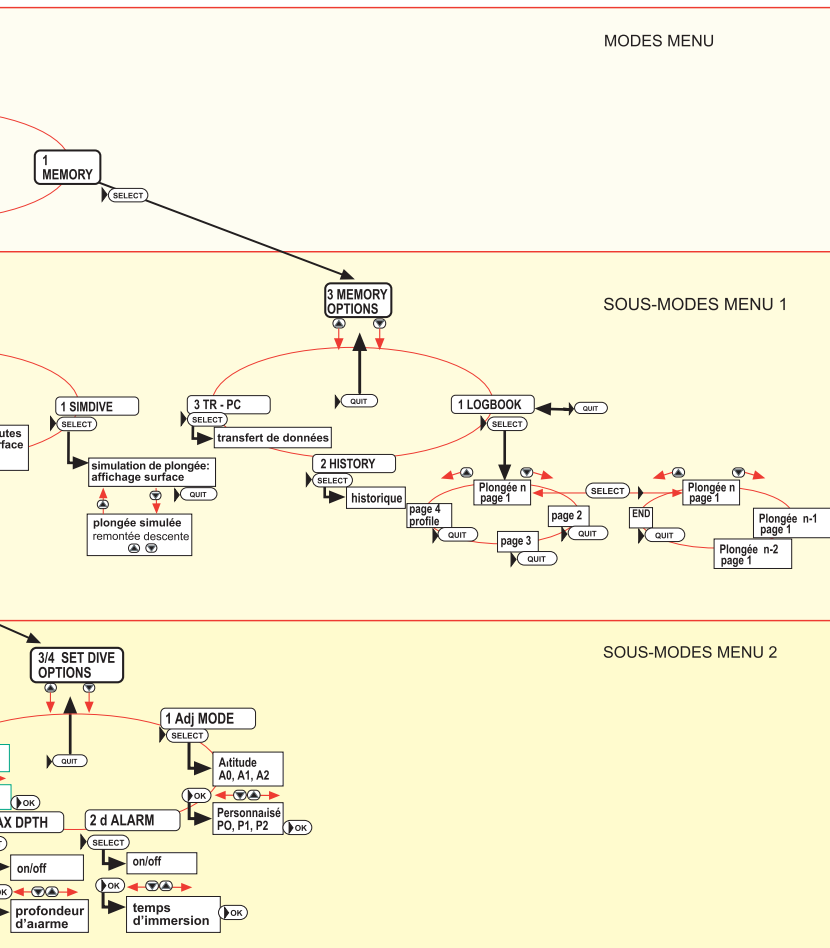 MODES MENU
1
MEMORY
SELECT
3 MEMORY
OPTIONS
SOUS-MODES MENU 1
QUIT
1 SIMDIVE
SELECT
3 TR - PC
SELECT
transfert de données
1 LOGBOOK
SELECT
QUIT
utes
rface
simulation de plongée:
affichage surface
QUIT
plongée simulée
remontée descente
2 HISTORY
SELECT
historique
Plongée n
page 1
page 4
profile
QUIT
page 2
QUIT
page 3
QUIT
SELECT
Plongée n
page 1
END
QUIT
Plongée n-1
page 1
Plongée n-2
page 1
SOUS-MODES MENU 2
3/4 SET DIVE
OPTIONS
QUIT
1 Adj MODE
SELECT
Altitude
A0, A1, A2
OK
Personnalisé
PO, P1, P2
OK
OK
AX DPTH
on/off
OK
profondeur
d'alarme
2 d ALARM
SELECT
on/off
OK
temps
d'immersion
OK